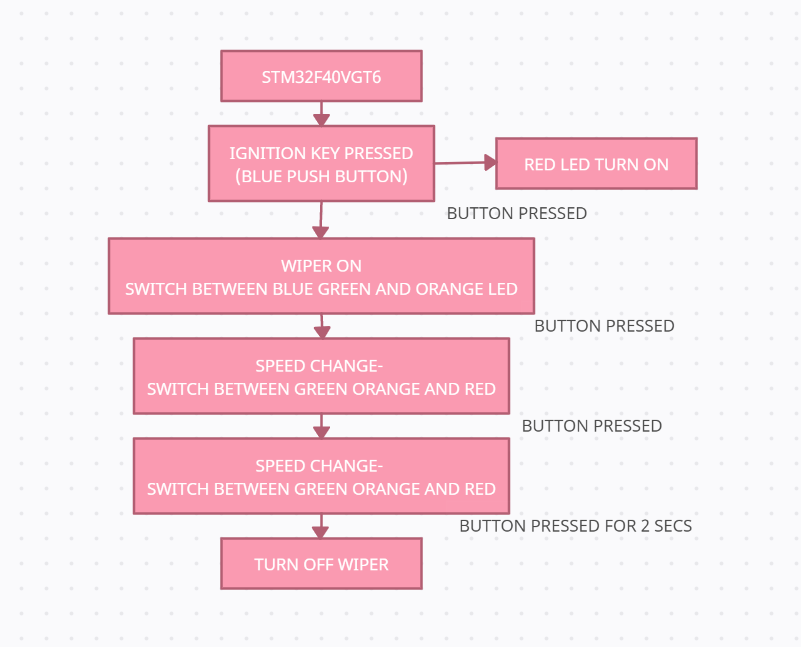 STM32F40VGT6
IGNITION KEY PRESSED
(BLUE PUSH BUTTON)
RED LED TURN ON
BUTTON PRESSED
WIPER ON
SWITCH BETWEEN BLUE GREEN AND ORANGE LED
BUTTON PRESSED
SPEED CHANGE-
SWITCH BETWEEN GREEN ORANGE AND RED
BUTTON PRESSED
SPEED CHANGE-
SWITCH BETWEEN GREEN ORANGE AND RED
BUTTON PRESSED FOR 2 SECS
TURN OFF WIPER